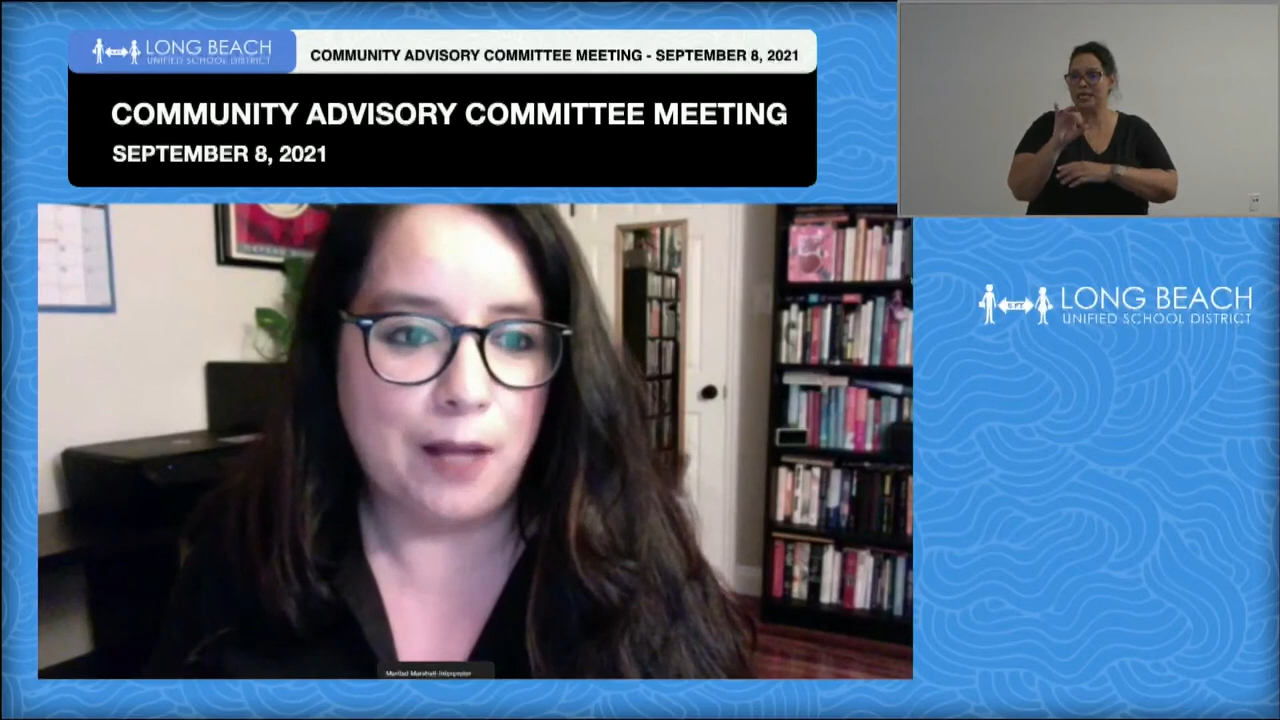 LONG BEACH
UNIFIED SCHOOL DISTRICT
COMMUNITY ADVISORY COMMITTEE MEETING - SEPTEMBER 8, 2021
COMMUNITY ADVISORY COMMITTEE MEETING
SEPTEMBER 8, 2021
LONG BEACH
UNIFIED SCHOOL DISTRICT